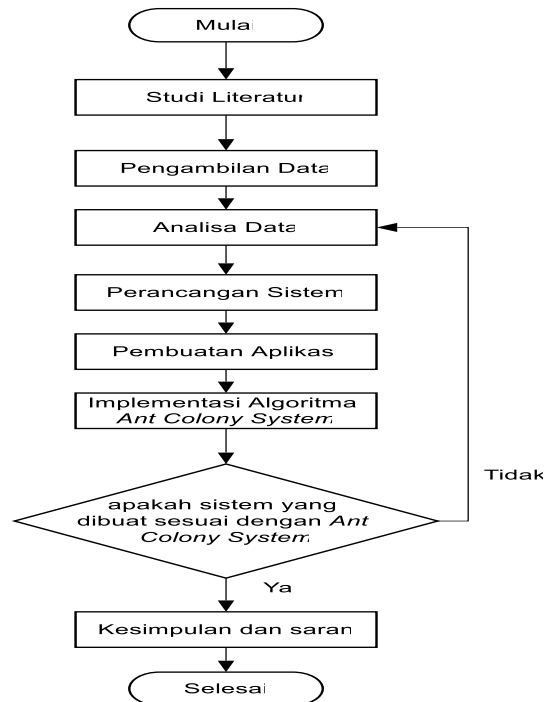 Mulai
Studi Literatur
Pengambilan Data
Analisa Data
Perancangan Sistem
Pembuatan Aplikas
Implementasi Algoritma
Ant Colony System
Tidak
apakah sistem yang
dibuat sesuai dengan Ant
Colony System
Ya
Kesimpulan dan saran
Selesai